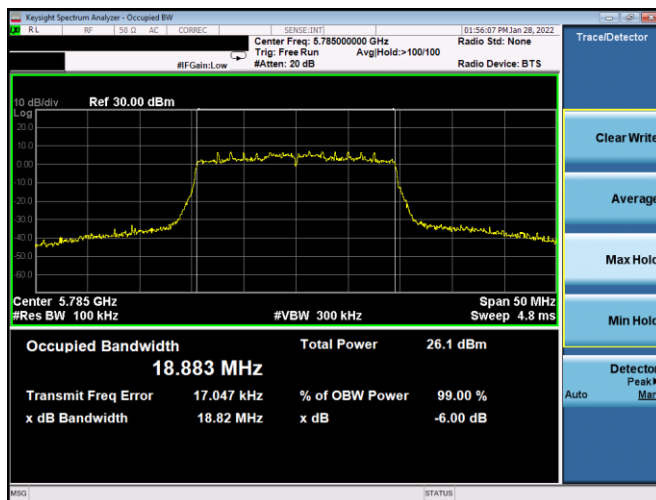 Keysight Spectrum Analyzer - Occupied BW
RL RF 50 Ω AC CORREC SENSE:INT 01:56:07 PM Jan 28, 2022
Center Freq: 5.785000000 GHz Radio Std: None
Trig: Free Run Avg|Hold:>100/100
#IFGain:Low #Atten: 20 dB Radio Device: BTS
Trace/Detector
10 dB/div Ref 30.00 dBm
Log
20.0
10.0
0.00
-10.0
-20.0
-30.0
-40.0
-50.0
-60.0
Center 5.785 GHz Span 50 MHz
#Res BW 100 kHz #VBW 300 kHz Sweep 4.8 ms
Occupied Bandwidth Total Power 26.1 dBm
18.883 MHz
Transmit Freq Error 17.047 kHz % of OBW Power 99.00 %
x dB Bandwidth 18.82 MHz x dB -6.00 dB
Clear Write
Average
Max Hold
Min Hold
Detector
Peak
Auto Man
MSG STATUS